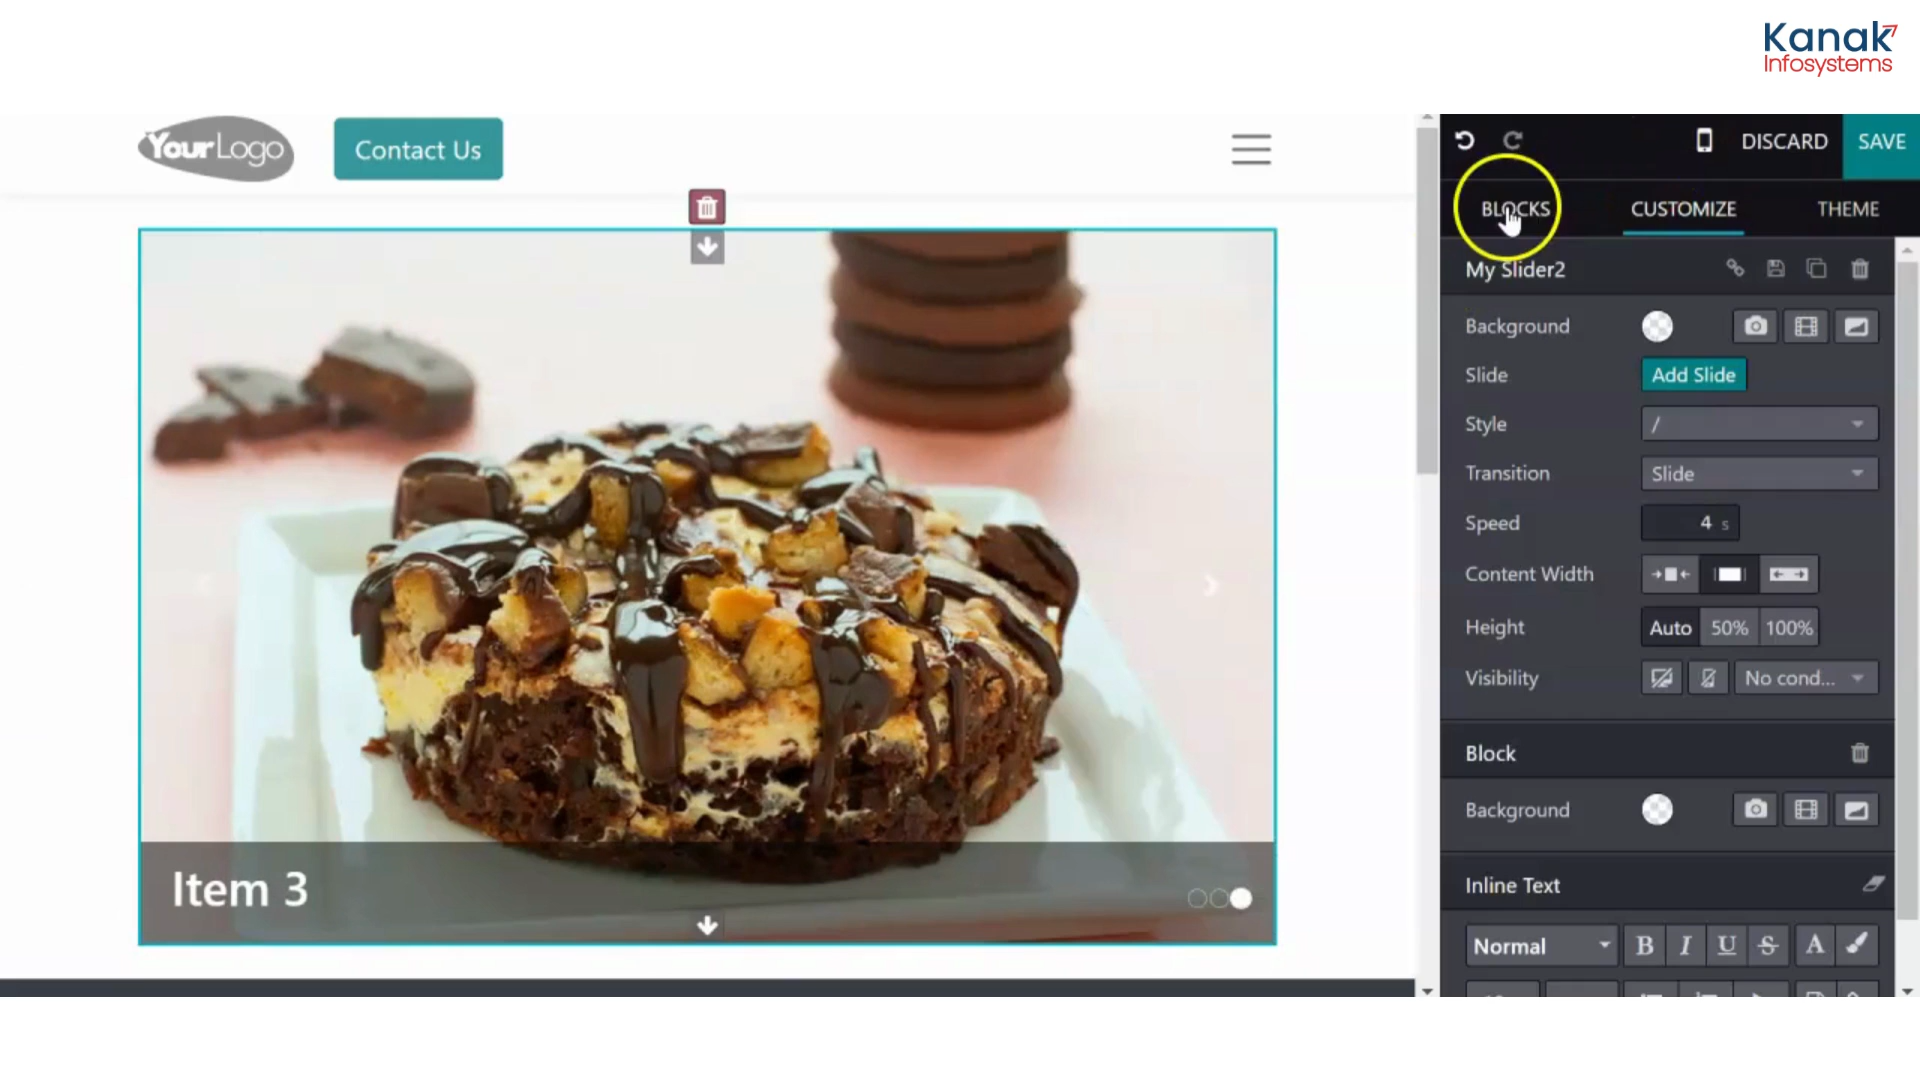 Kanak
Infosystems
YourLogo
Contact Us
DISCARD
SAVE
BLOCKS
CUSTOMIZE
THEME
My Slider2
Background
Slide
Add Slide
Style
/
Transition
Slide
Speed
4 s
Content Width
Height
Auto
50%
100%
Visibility
No cond...
Block
Background
Item 3
Inline Text
Normal
B I U S A